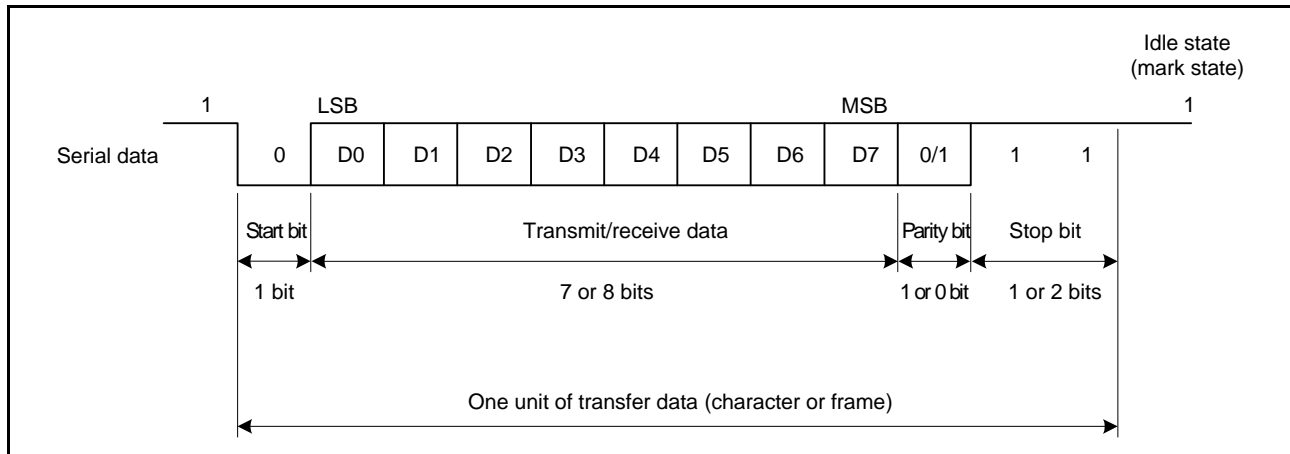 Idle state
(mark state)
1 LSB MSB 1
Serial data 0 D0 D1 D2 D3 D4 D5 D6 D7 0/1 1 1
Start bit Transmit/receive data Parity bit Stop bit
1 bit 7 or 8 bits 1 or 0 bit 1 or 2 bits
One unit of transfer data (character or frame)